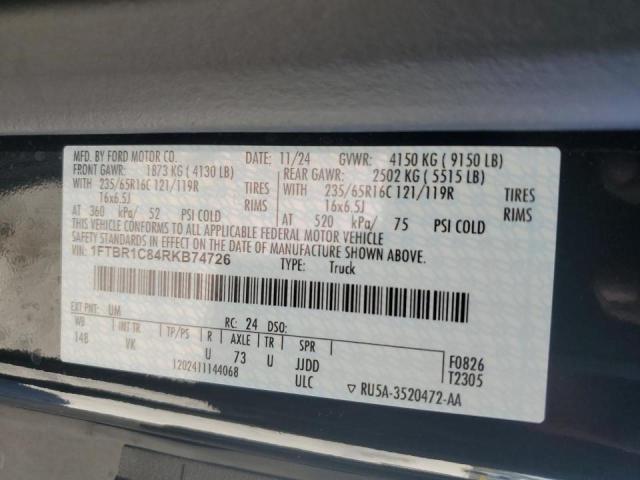 MFD. BY FORD MOTOR CO.
DATE: 11/24 GVWR: 4150 KG ( 9150 LB)
FRONT GAWR: 1873 KG ( 4130 LB)
REAR GAWR: 2502 KG ( 5515 LB)
WITH 235/65R16C 121/119R TIRES
WITH 235/65R16C 121/119R TIRES
16x6.5J RIMS
16x6.5J RIMS
AT 360 kPa/ 52 PSI COLD
AT 520 kPa/ 75 PSI COLD
THIS VEHICLE CONFORMS TO ALL APPLICABLE FEDERAL MOTOR VEHICLE
SAFETY STANDARDS IN EFFECT ON THE DATE OF MANUFACTURE SHOWN ABOVE.
VIN: 1FTBR1C84RKB74726
TYPE: Truck
EXT PNT: UM RC: 24 DSO:
WB INT TR TP/PS R AXLE TR SPR
148 VK U 73 U JJDD
1202411144068 ULC
F0826
T2305
▽ RU5A-3520472-AA